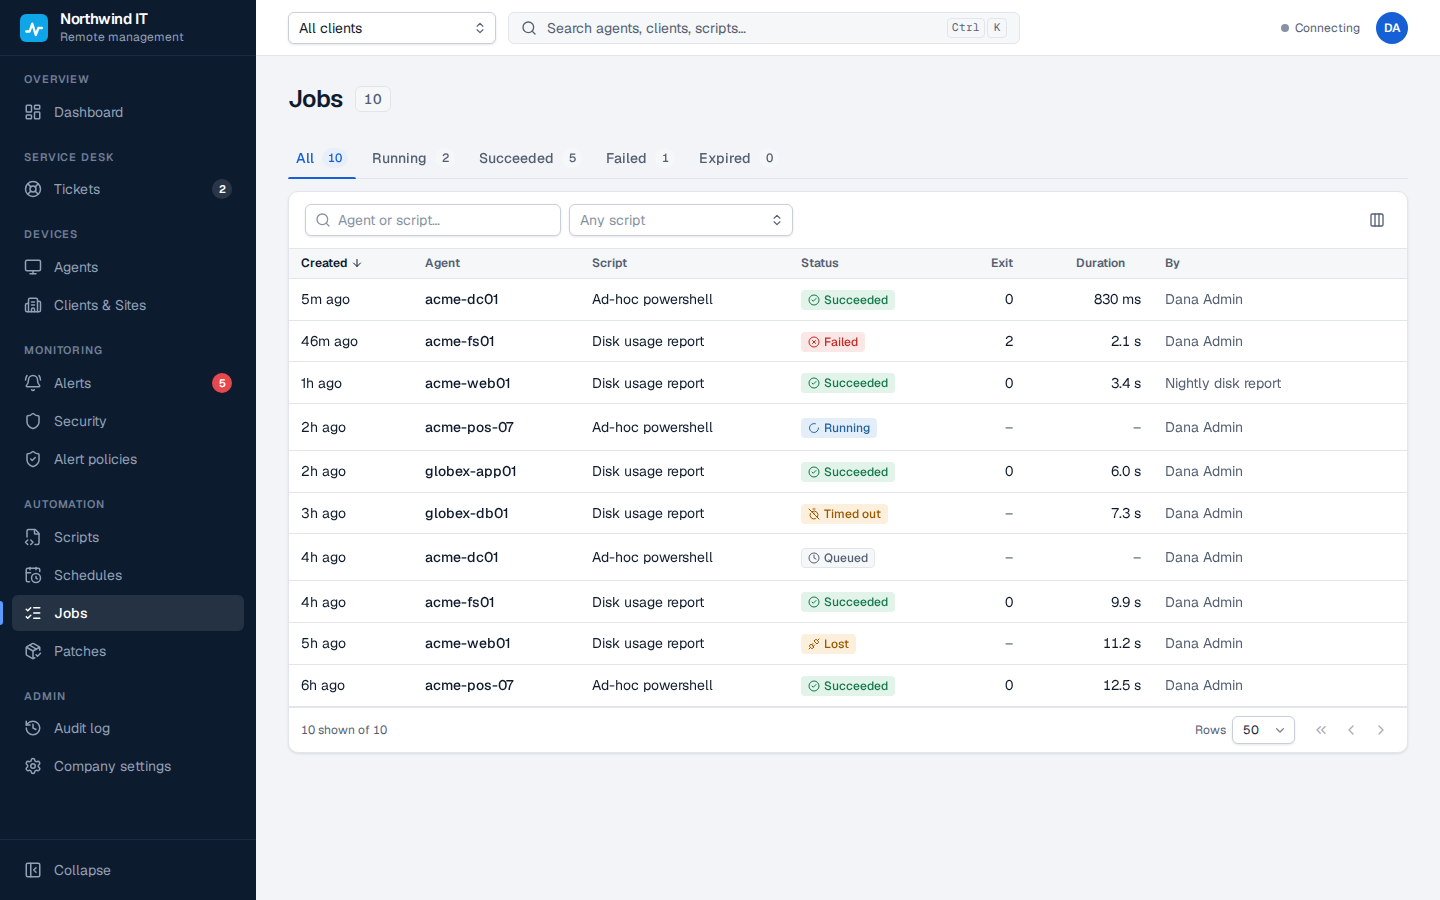 Northwind IT
Remote management
OVERVIEW
Dashboard
SERVICE DESK
Tickets 2
DEVICES
Agents
Clients & Sites
MONITORING
Alerts 5
Security
Alert policies
AUTOMATION
Scripts
Schedules
Jobs
Patches
ADMIN
Audit log
Company settings
Collapse
All clients Search agents, clients, scripts... Ctrl K Connecting DA
Jobs 10
All 10 Running 2 Succeeded 5 Failed 1 Expired 0
Agent or script... Any script
Created Agent Script Status Exit Duration By
5m ago acme-dc01 Ad-hoc powershell Succeeded 0 830 ms Dana Admin
46m ago acme-fs01 Disk usage report Failed 2 2.1 s Dana Admin
1h ago acme-web01 Disk usage report Succeeded 0 3.4 s Nightly disk report
2h ago acme-pos-07 Ad-hoc powershell Running – – Dana Admin
2h ago globex-app01 Disk usage report Succeeded 0 6.0 s Dana Admin
3h ago globex-db01 Disk usage report Timed out – 7.3 s Dana Admin
4h ago acme-dc01 Ad-hoc powershell Queued – – Dana Admin
4h ago acme-fs01 Disk usage report Succeeded 0 9.9 s Dana Admin
5h ago acme-web01 Disk usage report Lost – 11.2 s Dana Admin
6h ago acme-pos-07 Ad-hoc powershell Succeeded 0 12.5 s Dana Admin
10 shown of 10 Rows 50